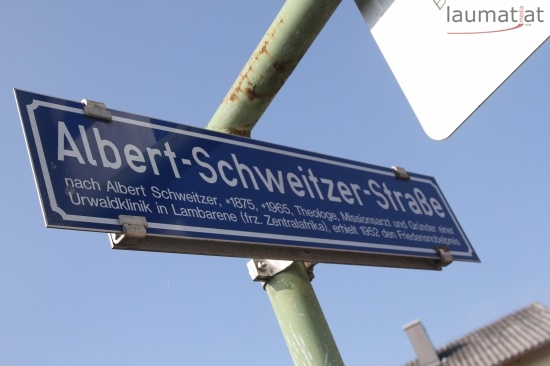 laumat.at
Albert-Schweitzer-Straße
nach Albert Schweitzer, *1875, +1965, Theologe, Missionsarzt und Gründer einer
Urwaldklinik in Lambarene (frz. Zentralafrika), erhielt 1952 den Friedensnobelpreis